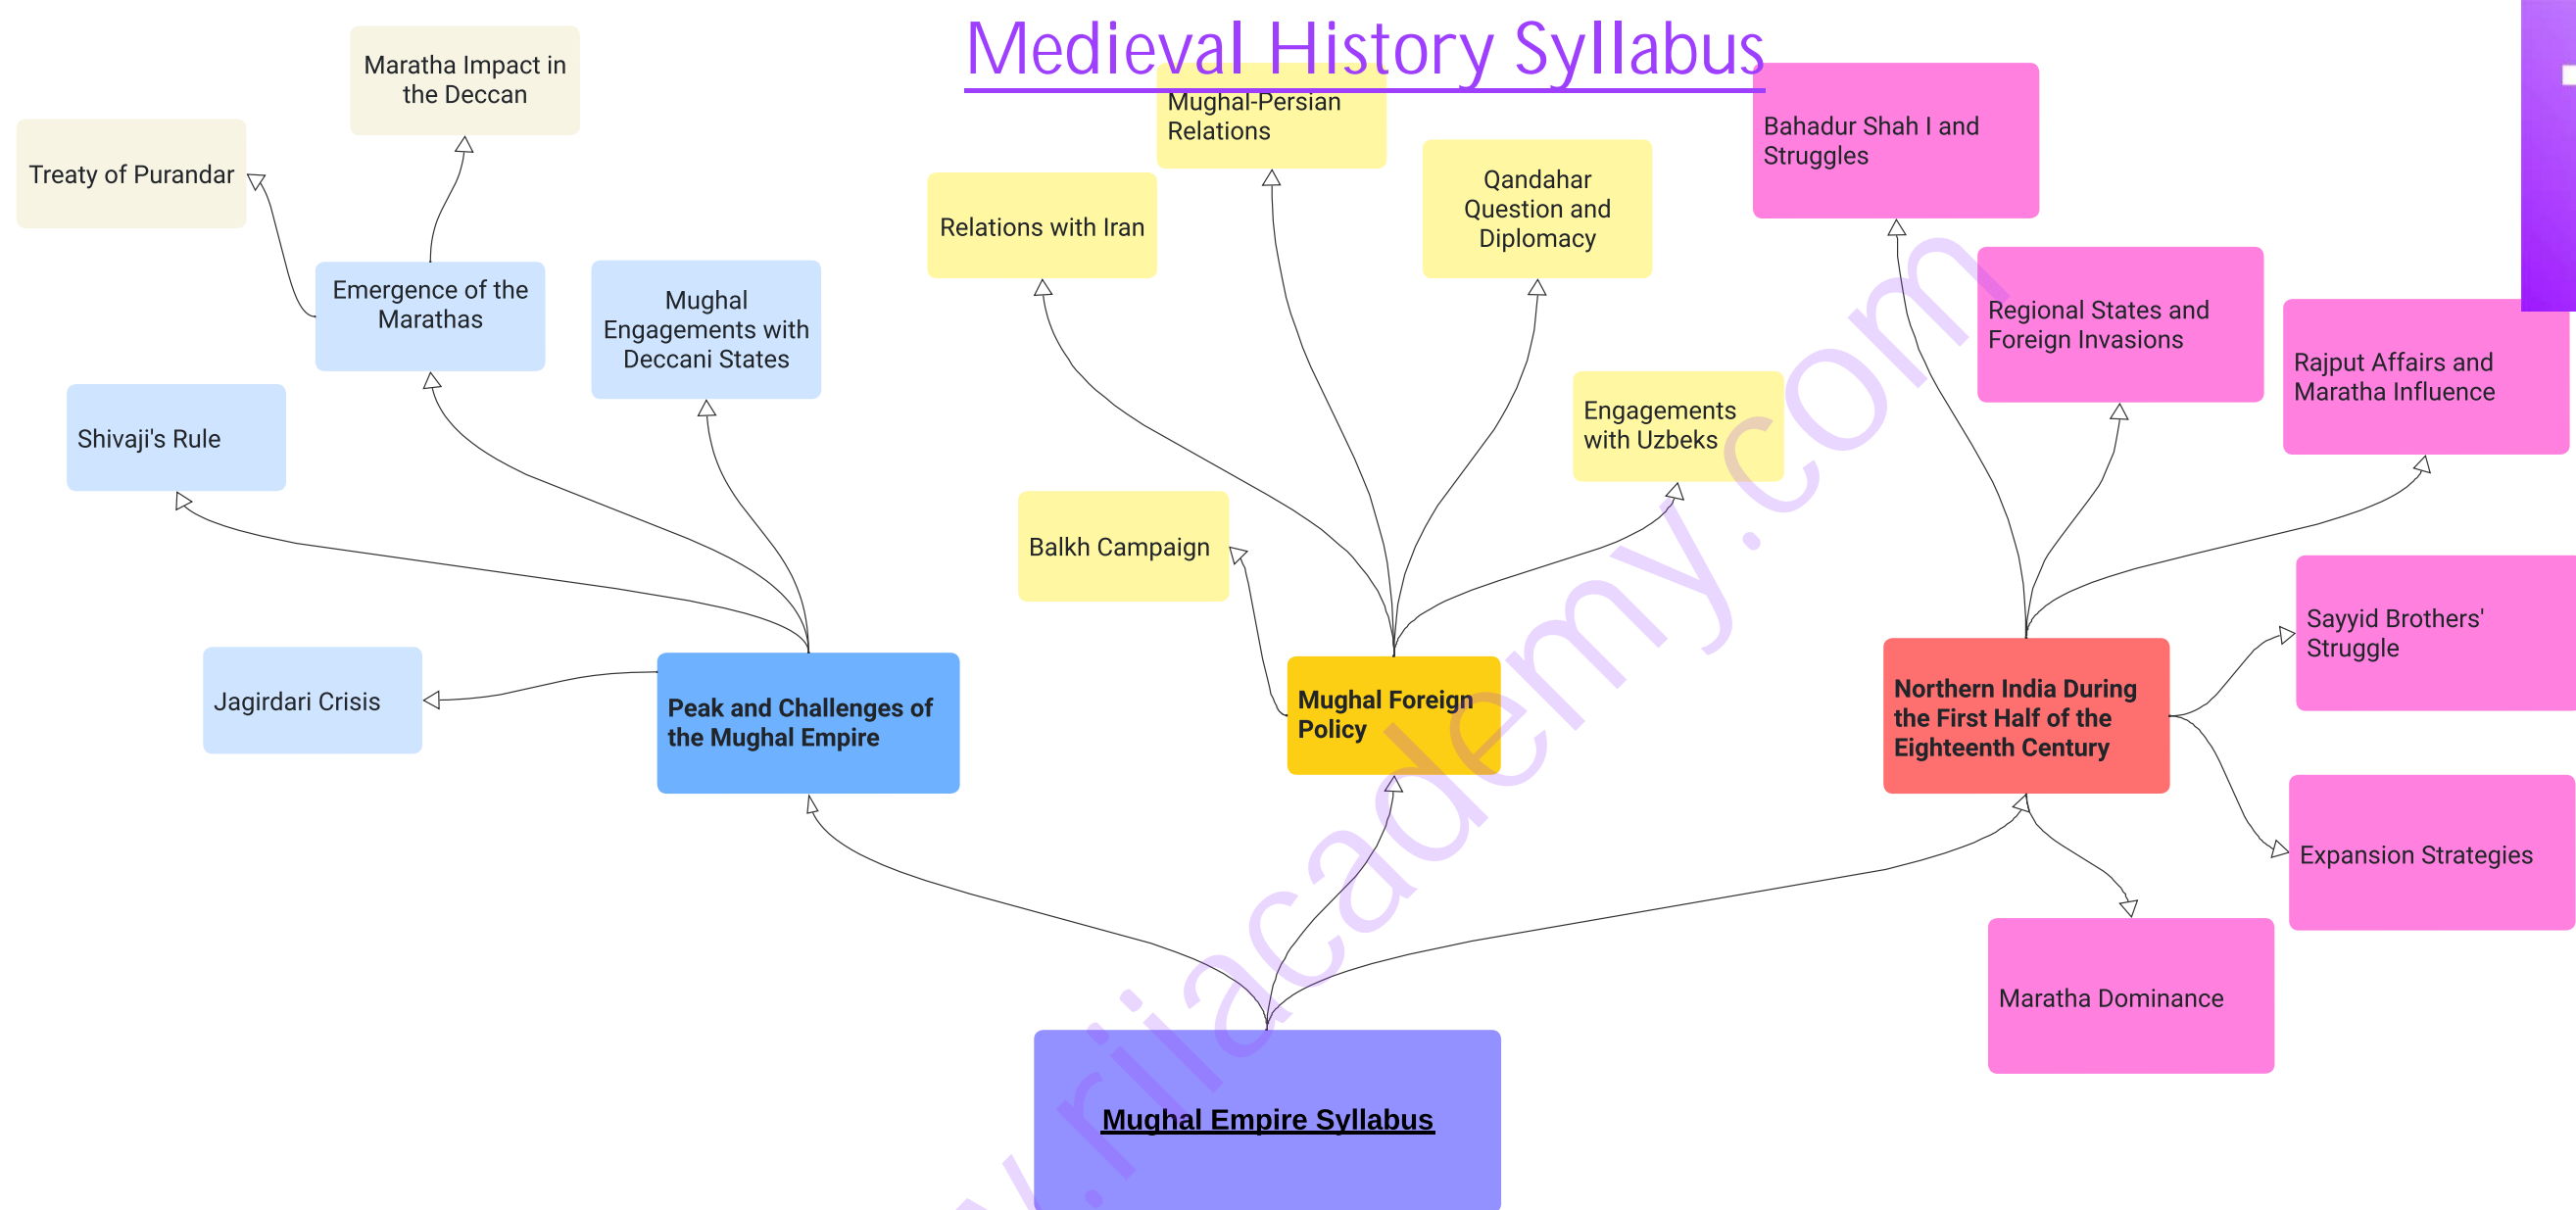 Medieval History Syllabus
Maratha Impact in
the Deccan
Treaty of Purandar
Emergence of the
Marathas
Mughal
Engagements with
Deccani States
Shivaji's Rule
Jagirdari Crisis
Peak and Challenges of
the Mughal Empire
Mughal-Persian
Relations
Relations with Iran
Qandahar
Question and
Diplomacy
Engagements
with Uzbeks
Balkh Campaign
Mughal Foreign
Policy
Bahadur Shah I and
Struggles
Regional States and
Foreign Invasions
Rajput Affairs and
Maratha Influence
Northern India During
the First Half of the
Eighteenth Century
Sayyid Brothers'
Struggle
Expansion Strategies
Maratha Dominance
Mughal Empire Syllabus
.riiacademy.com